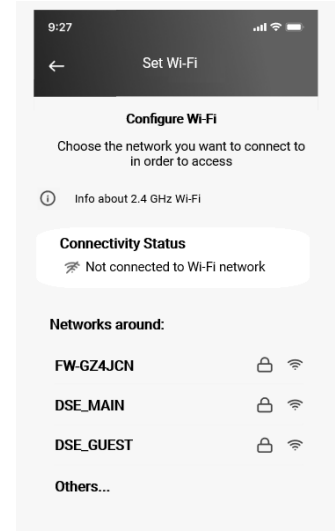 9:27
Set Wi-Fi
Configure Wi-Fi
Choose the network you want to connect to
in order to access
Info about 2.4 GHz Wi-Fi
Connectivity Status
Not connected to Wi-Fi network
Networks around:
FW-GZ4JCN
DSE_MAIN
DSE_GUEST
Others...